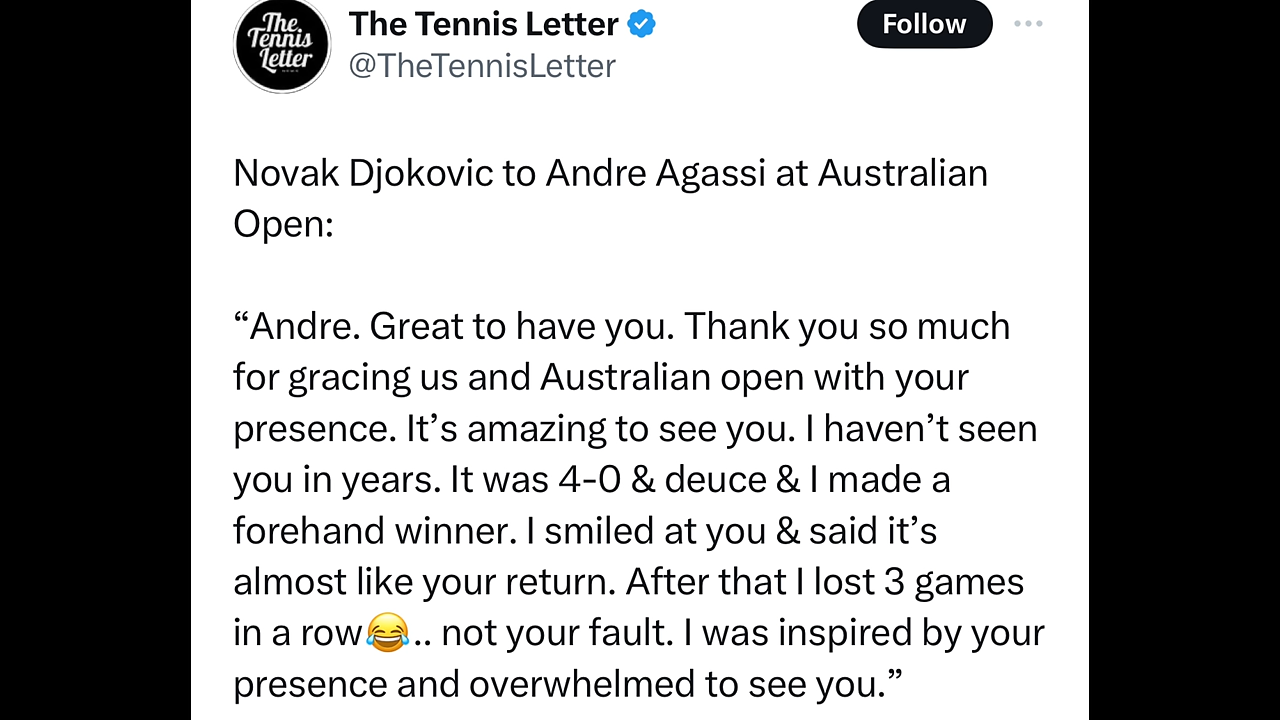 The
Tennis
Letter
The Tennis Letter
Follow
@TheTennisLetter
Novak Djokovic to Andre Agassi at Australian
Open:
“Andre. Great to have you. Thank you so much
for gracing us and Australian open with your
presence. It’s amazing to see you. I haven’t seen
you in years. It was 4-0 & deuce & I made a
forehand winner. I smiled at you & said it’s
almost like your return. After that I lost 3 games
in a row😂.. not your fault. I was inspired by your
presence and overwhelmed to see you.”